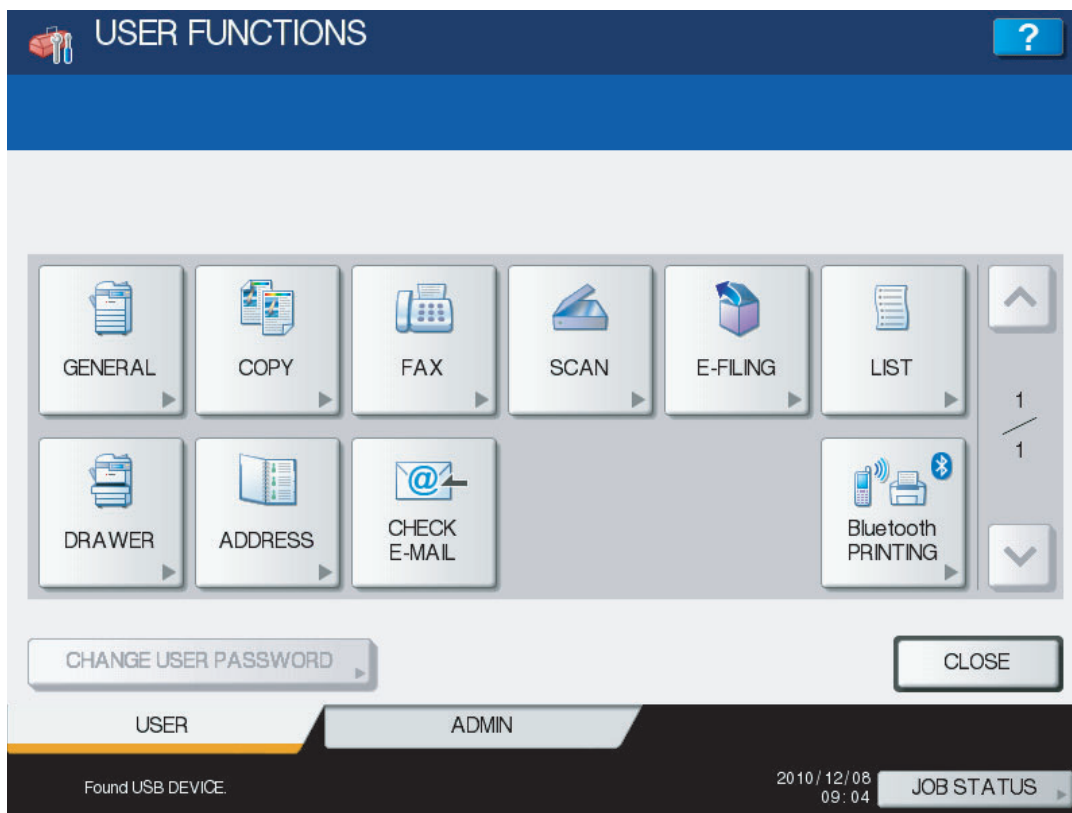 USER FUNCTIONS
?
GENERAL
COPY
FAX
SCAN
E-FILING
LIST
1
1
DRAWER
ADDRESS
CHECK
E-MAIL
@
Bluetooth
PRINTING
CHANGE USER PASSWORD
CLOSE
USER
ADMIN
Found USB DEVICE.
2010/12/08
09:04
JOB STATUS